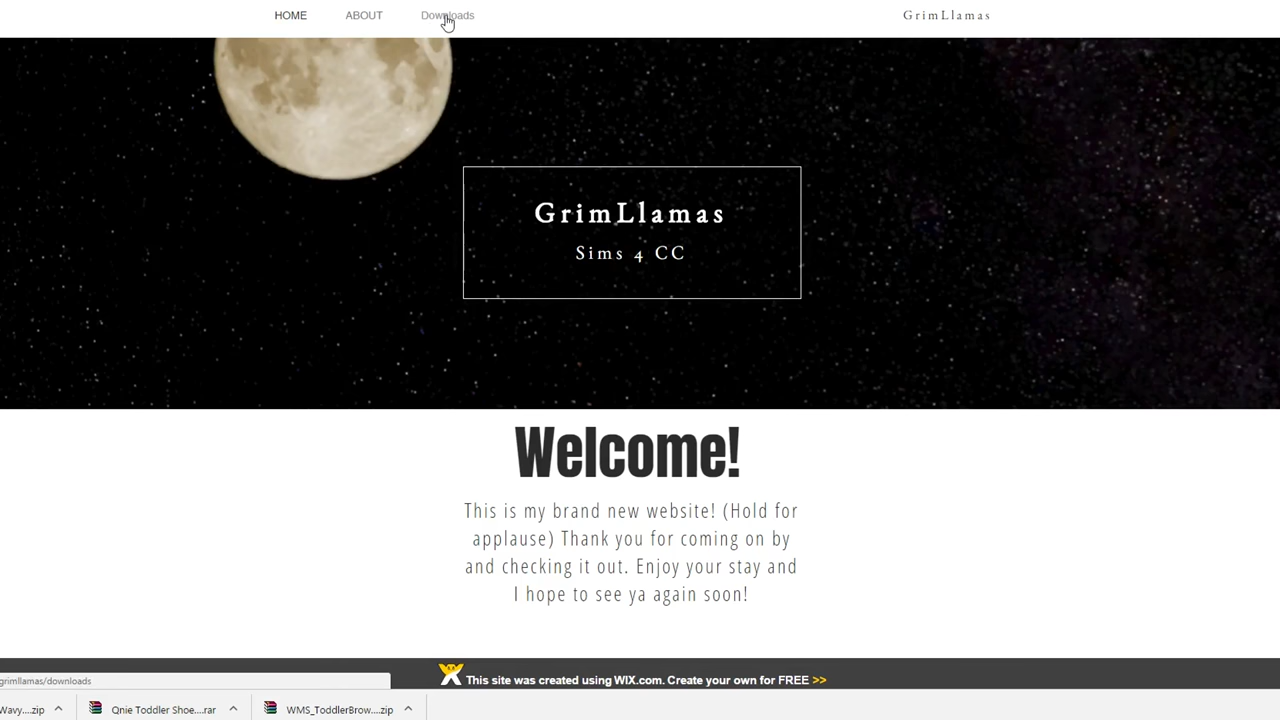 HOME ABOUT Downloads GrimLlamas
GrimLlamas
Sims 4 CC
Welcome!
This is my brand new website! (Hold for
applause) Thank you for coming on by
and checking it out. Enjoy your stay and
I hope to see ya again soon!
This site was created using WIX.com. Create your own for FREE >>
grimllamas/downloads
Wavy....zip Qnie Toddler Shoe....rar WMS_ToddlerBrow....zip